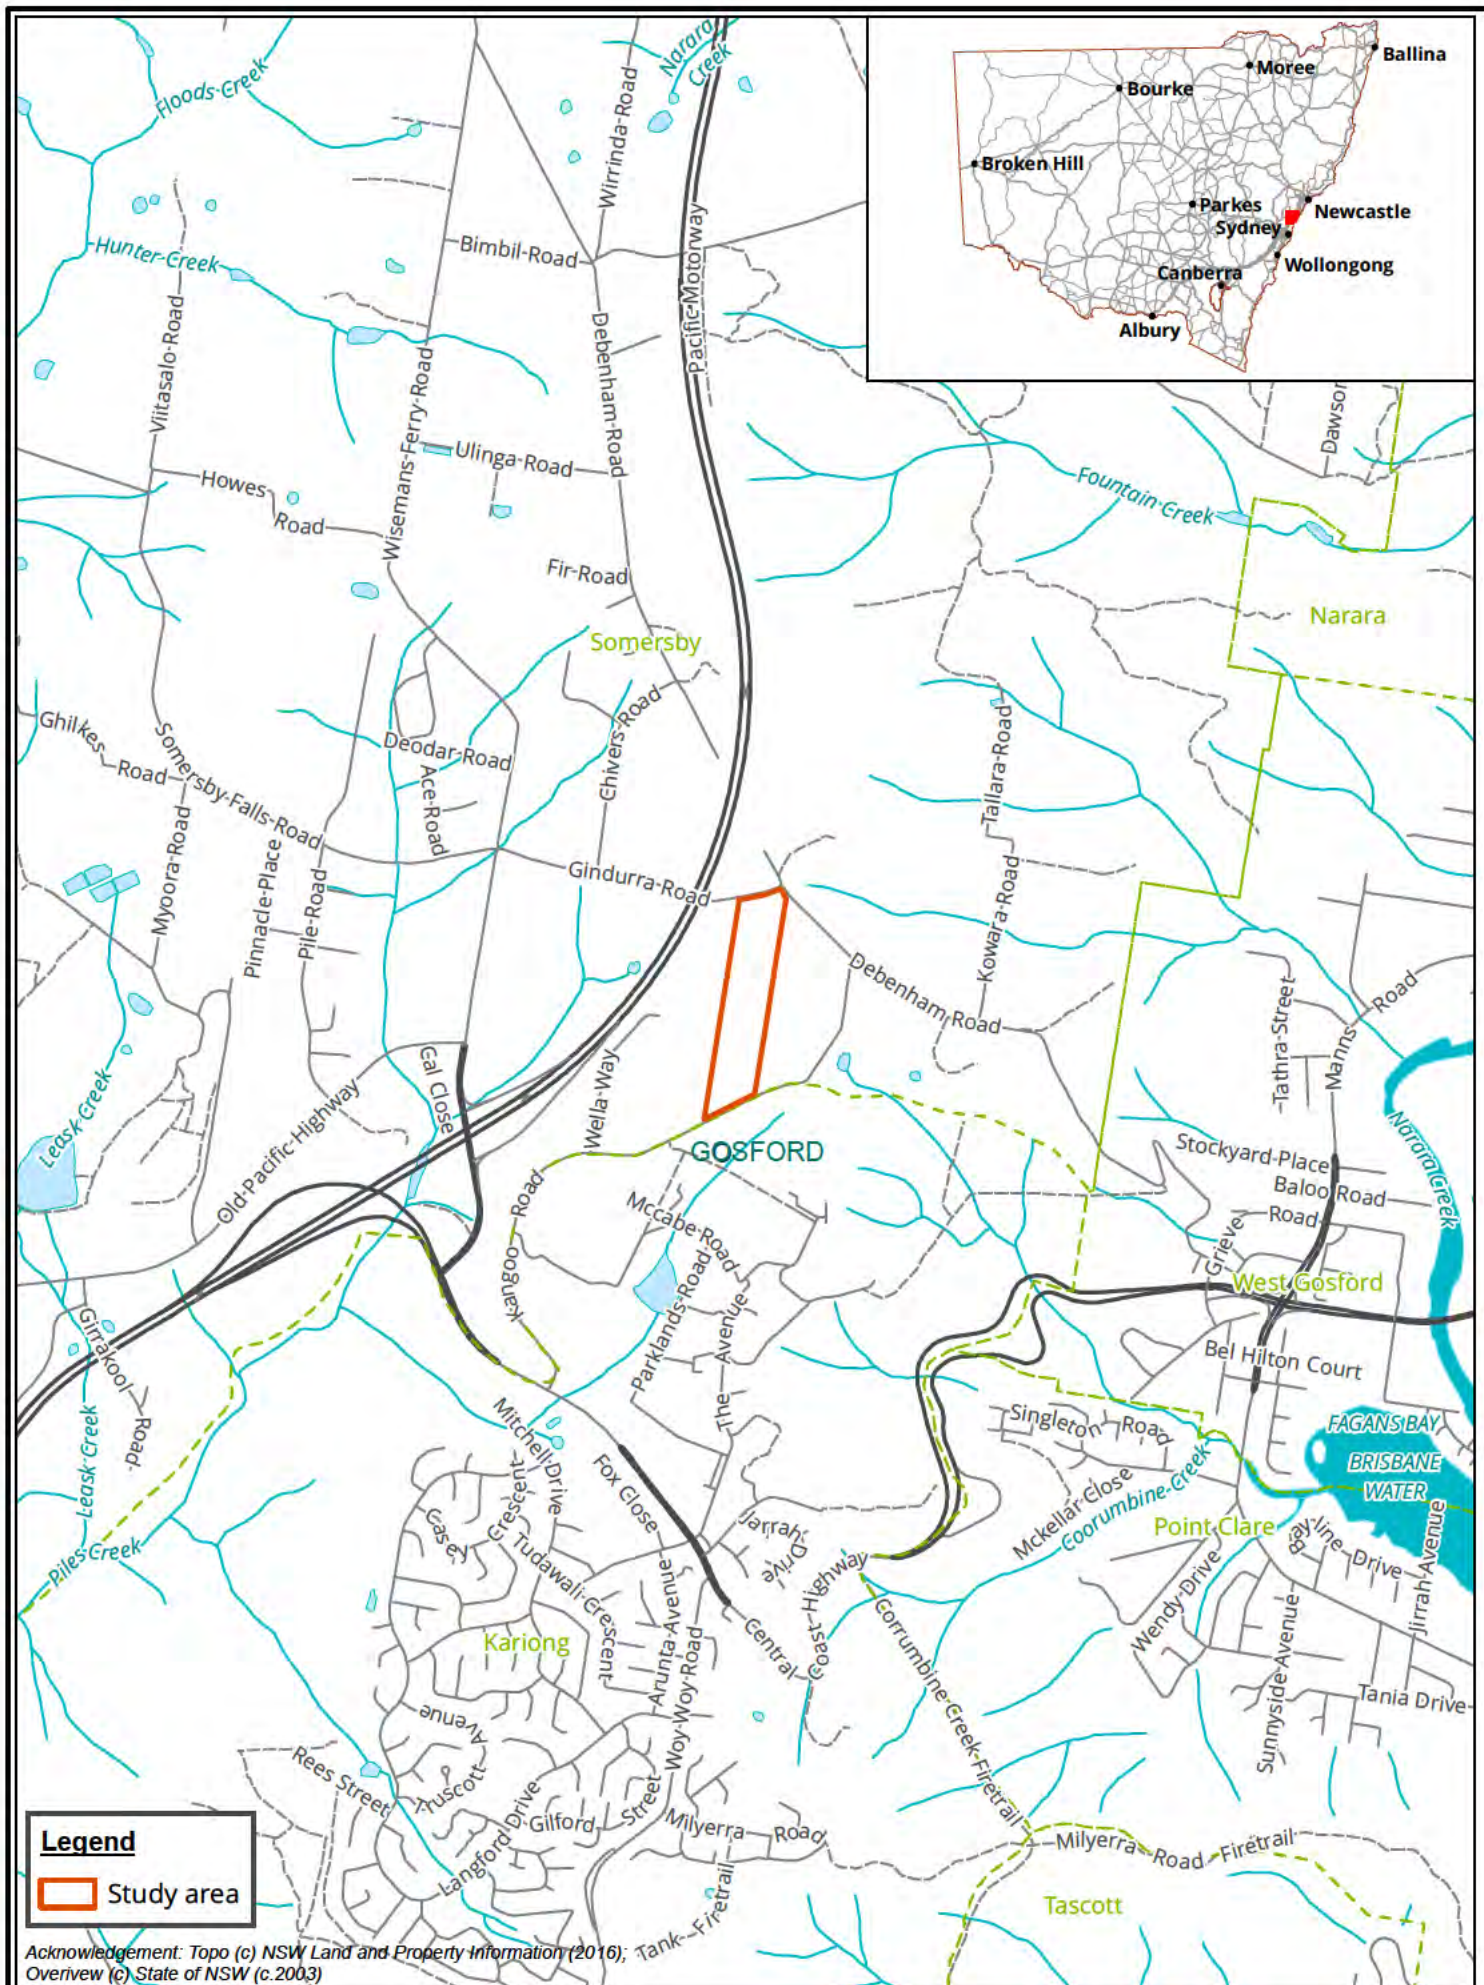 Floods Creek
Narara
Creek
Wirrinda Road
Ballina
Moree
Bourke
Broken Hill
Parkes
Newcastle
Sydney
Wollongong
Canberra
Albury
Hunter Creek
Bimbil Road
Pacific Motorway
Viitasalo Road
Debenham Road
Wisemans Ferry Road
Dawson
Ulinga Road
Howes
Road
Fountain Creek
Fir Road
Somersby
Narara
Ghilkes
Road
Somersby Falls Road
Deodar Road
Ace Road
Chivers Road
Tallara Road
Myoora Road
Pinnacle Place
Pile Road
Gindurra Road
Kowara Road
Debenham Road
Tathra Street
Manns
Road
Gal Close
Wella Way
Leask Creek
Old Pacific Highway
GOSFORD
Narara Creek
Stockyard Place
Baloo Road
Road
Grieve
Kangoo
Road
Mccabe Road
West Gosford
Parklands Road
The Avenue
Girrakool
Road
Bel Hilton Court
Leask Creek
Mitchell Drive
Singleton Road
FAGANS BAY
BRISBANE
WATER
Fox Close
Casey
Crescent
Jarrah
Drive
Mckellar Close
Coorumbine Creek
Point Clare
Bay-line Drive
Jirrah Avenue
Piles Creek
Tudawali Crescent
Arunta Avenue
Coast Highway
Central
Wendy Drive
Kariong
Woy Woy Road
Corrumbine Creek Firetrail
Sunnyside Avenue
Tania Drive
Avenue
Truscott
Rees Street
Langford Drive
Gilford
Street
Milyerra Road
Milyerra Road Firetrail
Tascott
Tank Firetrail
Legend
Study area
Acknowledgement: Topo (c) NSW Land and Property Information (2016);
Overivew (c) State of NSW (c.2003)